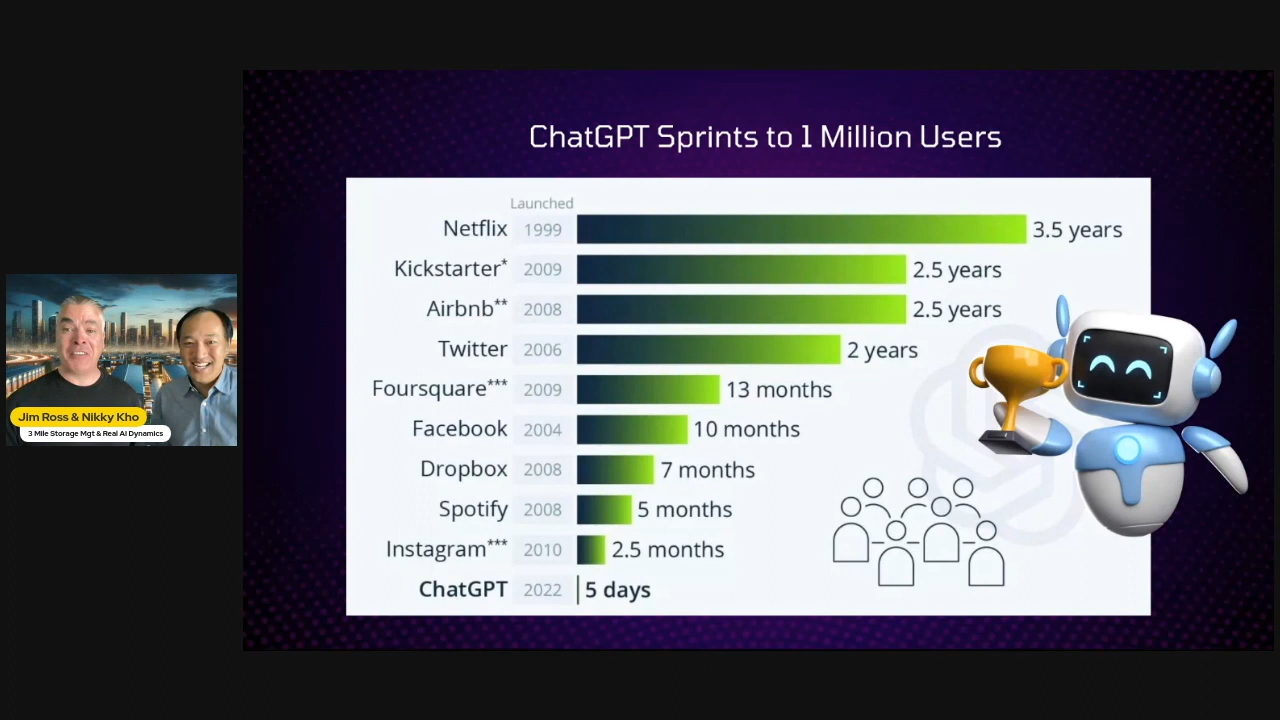 ChatGPT Sprints to 1 Million Users
Launched
Netflix 1999 3.5 years
Kickstarter* 2009 2.5 years
Airbnb** 2008 2.5 years
Twitter 2006 2 years
Foursquare*** 2009 13 months
Facebook 2004 10 months
Dropbox 2008 7 months
Spotify 2008 5 months
Instagram*** 2010 2.5 months
ChatGPT 2022 5 days
Jim Ross & Nikky Kho
3 Mile Storage Mgt & Real AI Dynamics